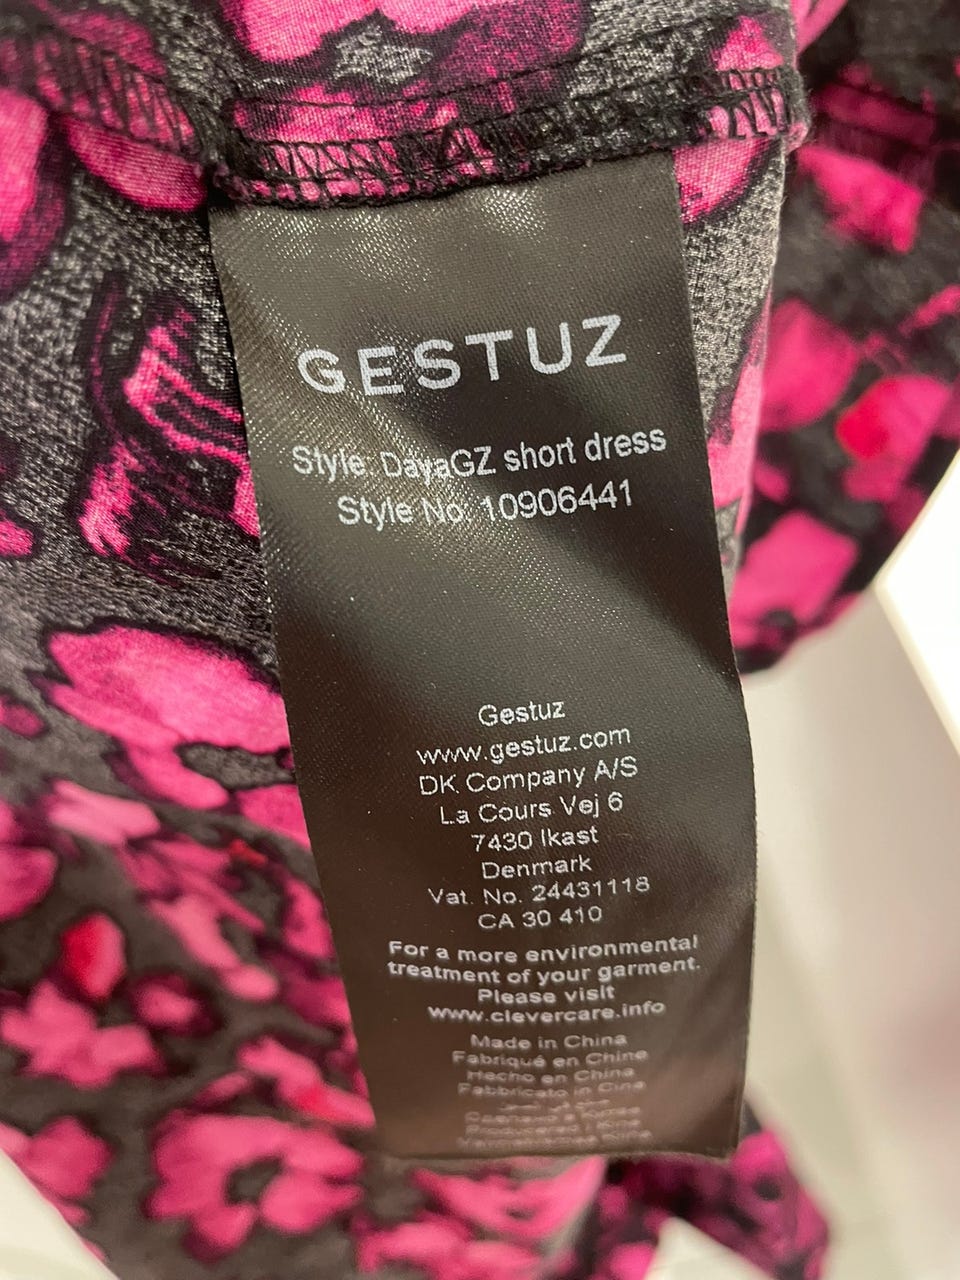 GESTUZ
Style: DayaGZ short dress
Style No: 10906441
Gestuz
www.gestuz.com
DK Company A/S
La Cours Vej 6
7430 Ikast
Denmark
Vat. No. 24431118
CA 30 410
For a more environmental
treatment of your garment.
Please visit
www.clevercare.info
Made in China
Fabriqué en Chine
Hecho en China
Fabbricato in Cina